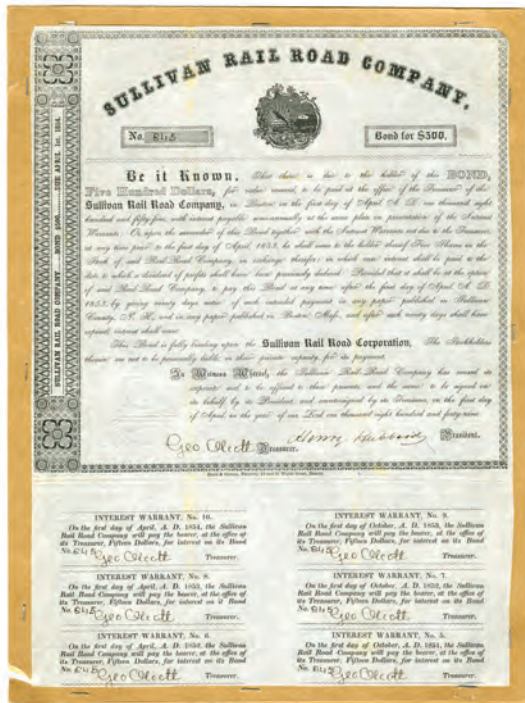 SULLIVAN RAIL ROAD COMPANY.
No. 845
Bond for $500.
SULLIVAN RAIL ROAD COMPANY BOND $500. DUE APRIL 1st 18
Be it Known, That there is due to the holder of this BOND,
Five Hundred Dollars, for value received, to be paid at the office of the Treasurer of the
Sullivan Rail Road Company, in Boston on the first day of April A. D. one thousand eight
hundred and fifty five, with interest payable semi-annually at the same place on presentation of the Interest
Warrants. Or, upon the surrender of this Bond together with the Interest Warrants not due to the Treasurer,
at any time prior to the first day of April, 1853, he shall issue to the holder thereof Five Shares in the
Stock of said Rail Road Company, in exchange therefor; in which case interest shall be paid to the
date to which a dividend of profits shall have been previously declared. Provided that it shall be at the option
of said Rail Road Company, to pay this Bond at any time after the first day of April A. D.
1853, by giving ninety days notice of such intended payment in any paper published in Sullivan
County, N. H. and in any paper published in Boston, Mass. and after such ninety days shall have
expired, interest shall cease.
This Bond is fully binding upon the Sullivan Rail Road Corporation, The Stockholders
therein are not to be personally liable in their private capacity for its payment.
In Witness Whereof, the Sullivan Rail Road Company has caused its
corporate seal to be affixed to these presents and the same to be signed on
its behalf by its President, and countersigned by its Treasurer, on the first day
of April, in the year of our Lord one thousand eight hundred and forty nine.
Geo Olcott Treasurer. Henry Hubbard President.
INTEREST WARRANT, No. 10.
On the first day of April, A. D. 1854, the Sullivan
Rail Road Company will pay the bearer, at the office of
its Treasurer, Fifteen Dollars, for interest on its Bond
No. 845 Geo Olcott Treasurer.
INTEREST WARRANT, No. 9.
On the first day of October, A. D. 1853, the Sullivan
Rail Road Company will pay the bearer, at the office of
its Treasurer, Fifteen Dollars, for interest on its Bond
No. 845 Geo Olcott Treasurer.
INTEREST WARRANT, No. 8.
On the first day of April, A. D. 1853, the Sullivan
Rail Road Company will pay the bearer, at the office of
its Treasurer, Fifteen Dollars, for interest on its Bond
No. 845 Geo Olcott Treasurer.
INTEREST WARRANT, No. 7.
On the first day of October, A. D. 1852, the Sullivan
Rail Road Company will pay the bearer, at the office of
its Treasurer, Fifteen Dollars, for interest on its Bond
No. 845 Geo Olcott Treasurer.
INTEREST WARRANT, No. 6.
On the first day of April, A. D. 1852, the Sullivan
Rail Road Company will pay the bearer, at the office of
its Treasurer, Fifteen Dollars, for interest on its Bond
No. 845 Geo Olcott Treasurer.
INTEREST WARRANT, No. 5.
On the first day of October, A. D. 1851, the Sullivan
Rail Road Company will pay the bearer, at the office of
its Treasurer, Fifteen Dollars, for interest on its Bond
No. 845 Geo Olcott Treasurer.